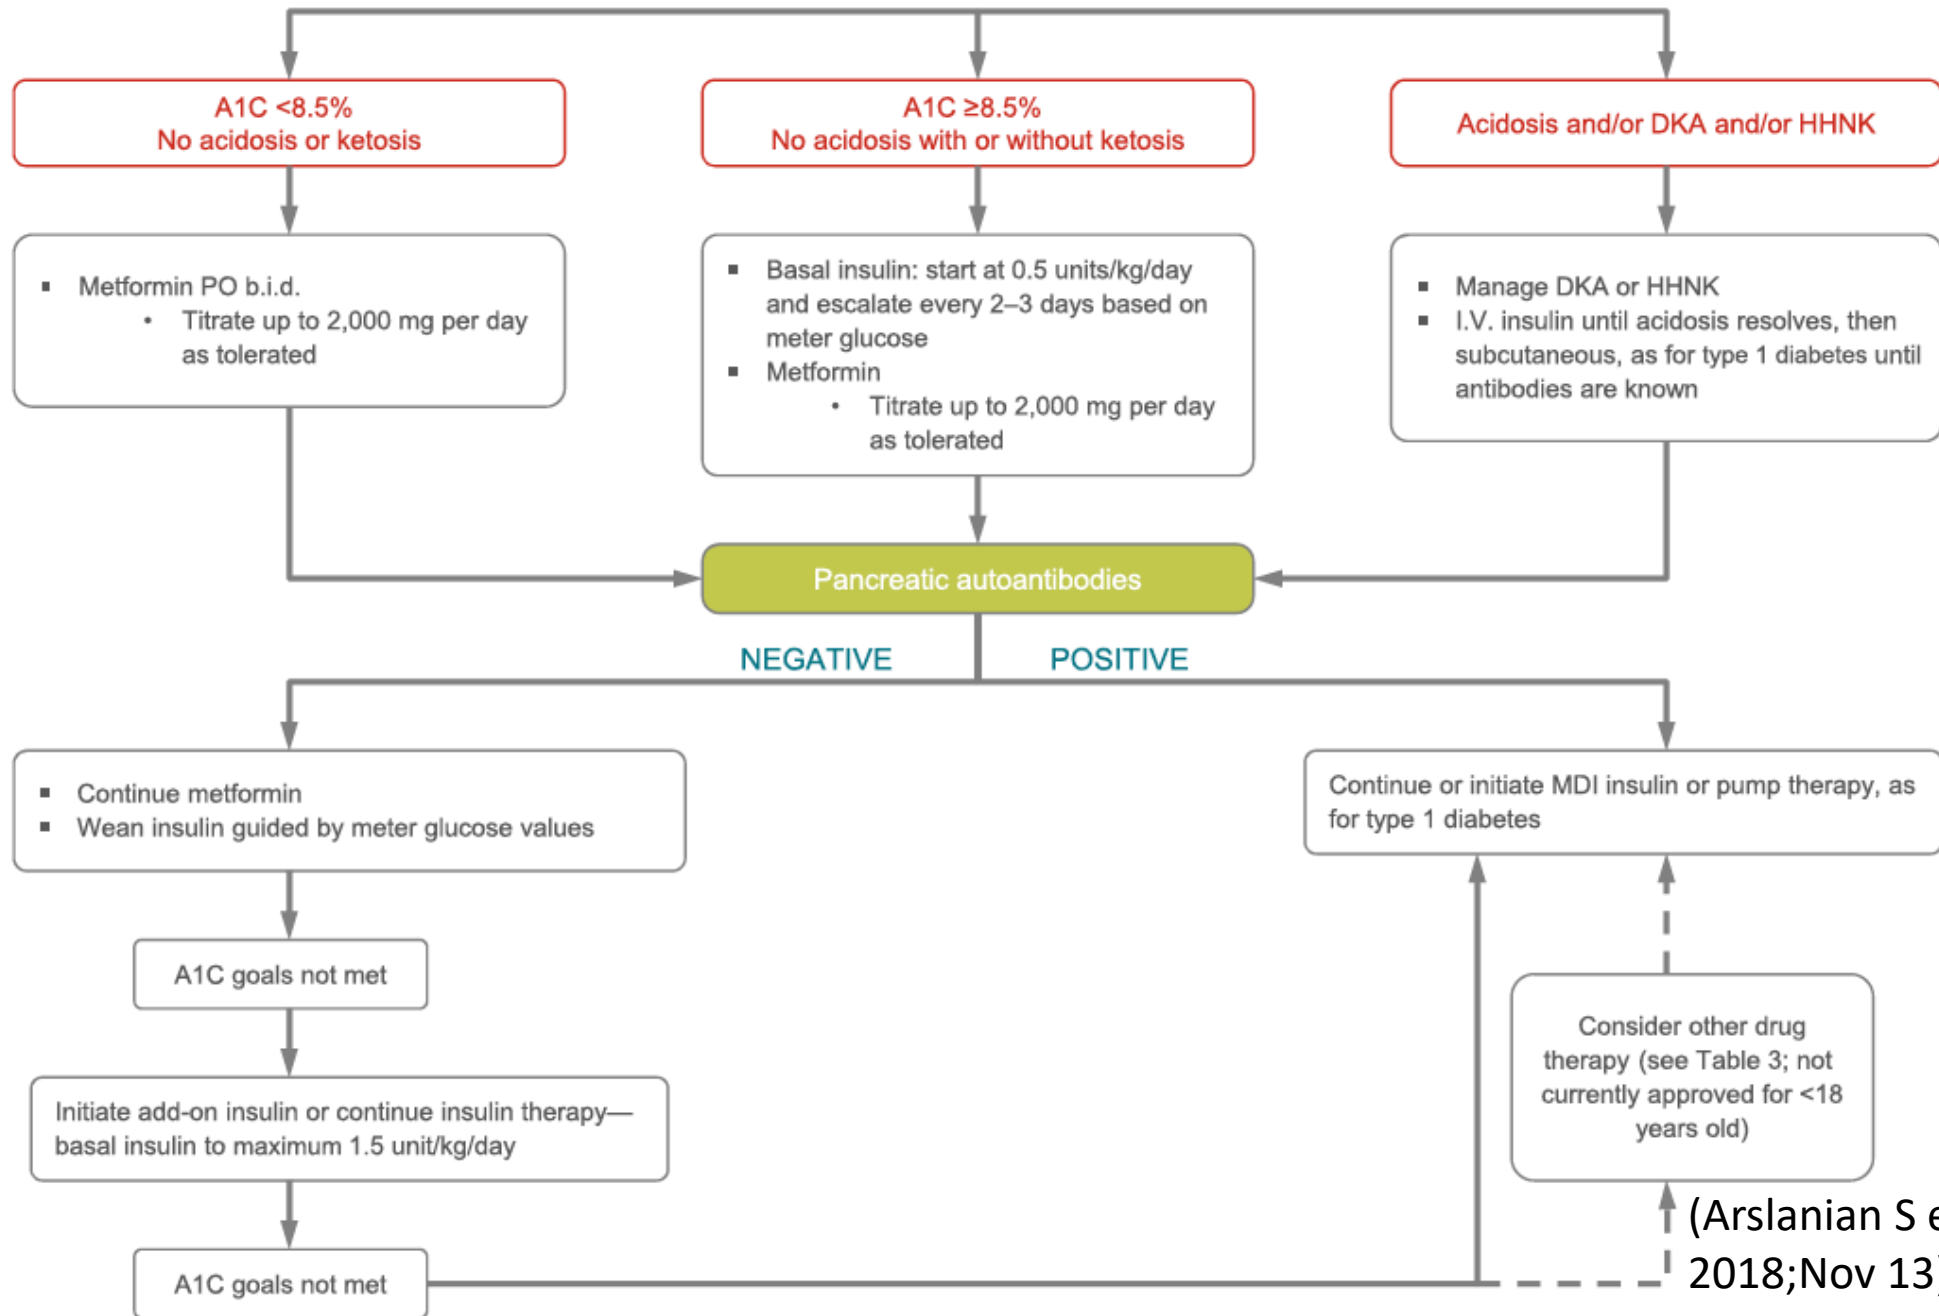 A1C <8.5%
No acidosis or ketosis
A1C ≥8.5%
No acidosis with or without ketosis
Acidosis and/or DKA and/or HHNK
▪ Metformin PO b.i.d.
• Titrate up to 2,000 mg per day
as tolerated
▪ Basal insulin: start at 0.5 units/kg/day
and escalate every 2–3 days based on
meter glucose
▪ Metformin
• Titrate up to 2,000 mg per day
as tolerated
▪ Manage DKA or HHNK
▪ I.V. insulin until acidosis resolves, then
subcutaneous, as for type 1 diabetes until
antibodies are known
Pancreatic autoantibodies
NEGATIVE
POSITIVE
▪ Continue metformin
▪ Wean insulin guided by meter glucose values
Continue or initiate MDI insulin or pump therapy, as
for type 1 diabetes
A1C goals not met
Consider other drug
therapy (see Table 3; not
currently approved for <18
years old)
Initiate add-on insulin or continue insulin therapy—
basal insulin to maximum 1.5 unit/kg/day
A1C goals not met
(Arslanian S e
2018;Nov 13)